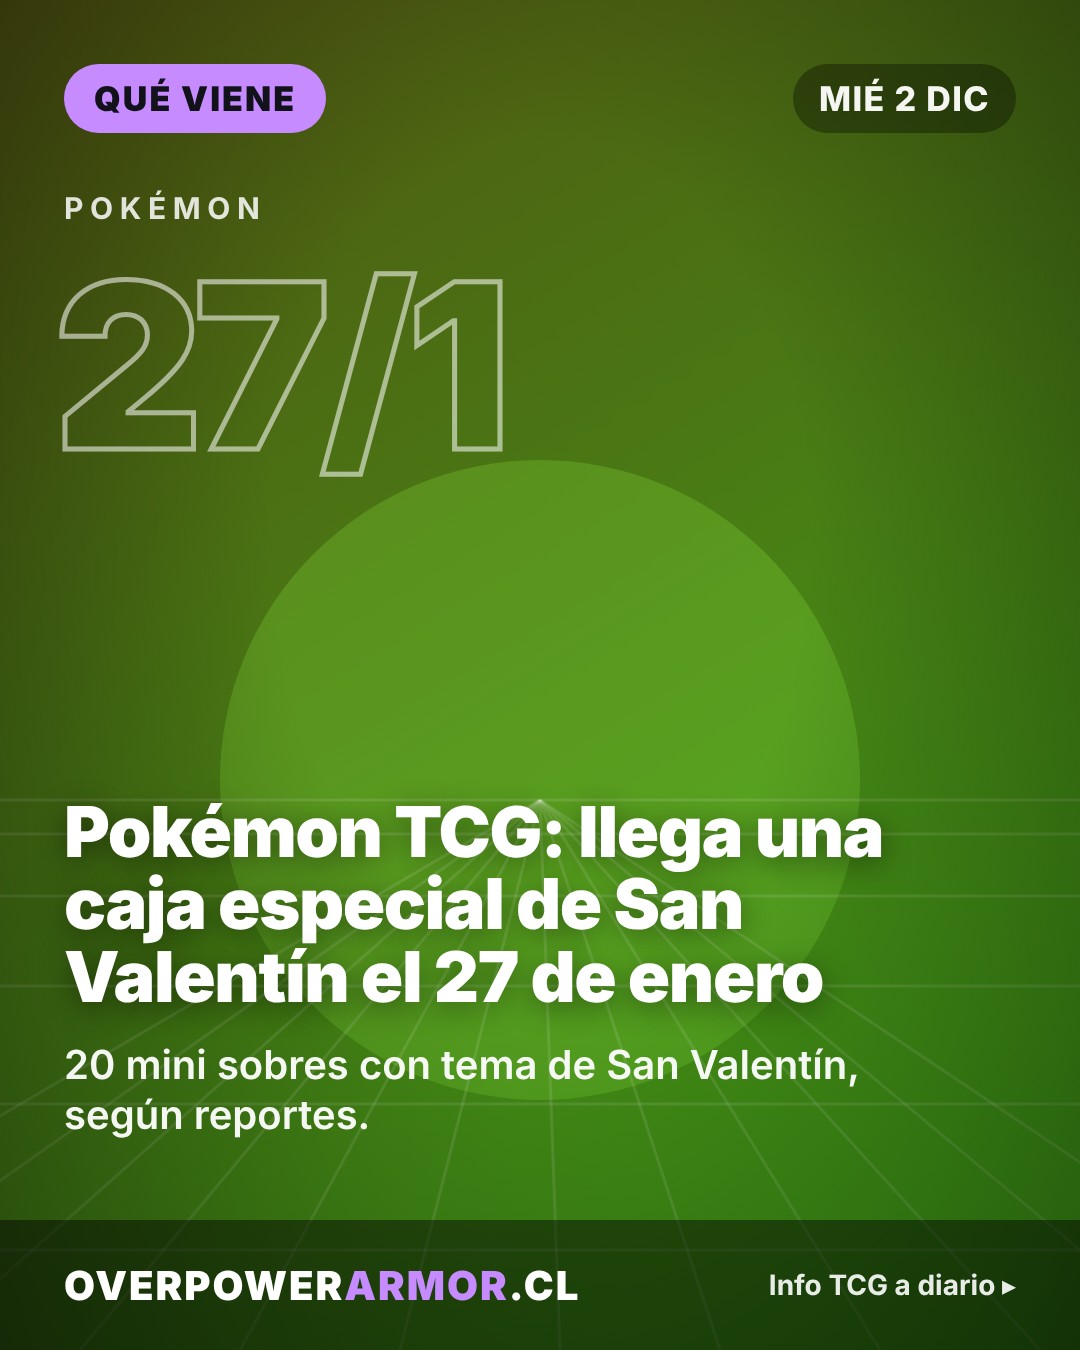 QUÉ VIENE
MIÉ 2 DIC
POKÉMON
27/1
Pokémon TCG: llega una
caja especial de San
Valentín el 27 de enero
20 mini sobres con tema de San Valentín,
según reportes.
OVERPOWERARMOR.CL
Info TCG a diario ▸